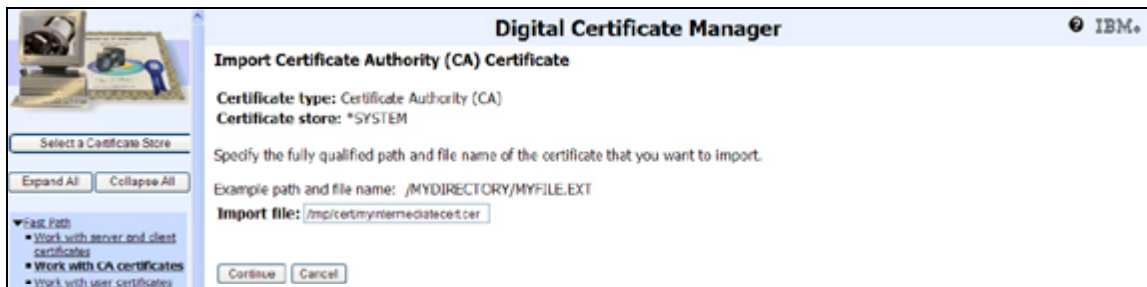 Digital Certificate Manager
IBM
Import Certificate Authority (CA) Certificate
Certificate type: Certificate Authority (CA)
Certificate store: *SYSTEM
Select a Certificate Store
Specify the fully qualified path and file name of the certificate that you want to import.
Expand All Collapse All
Example path and file name: /MYDIRECTORY/MYFILE.EXT
Import file: /tmp/cert/myintermediatecert.cer
Fast Path
Work with server and client
certificates
Work with CA certificates
Work with user certificates
Continue Cancel